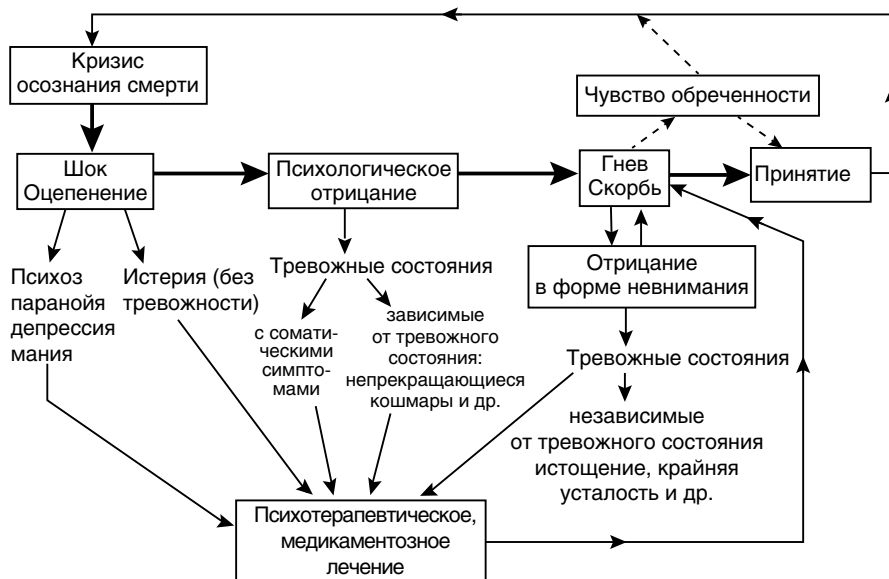 Кризис
осознания смерти
Чувство обреченности
Шок
Оцепенение
Психологическое
отрицание
Гнев
Скорбь
Принятие
Психоз
паранойя
депрессия
мания
Истерия (без
тревожности)
Тревожные состояния
с сомати-
ческими
симпто-
мами
зависимые
от тревожного
состояния:
непрекращающиеся
кошмары и др.
Отрицание
в форме невнимания
Тревожные состояния
независимые
от тревожного состояния
истощение, крайняя
усталость и др.
Психотерапевтическое,
медикаментозное
лечение